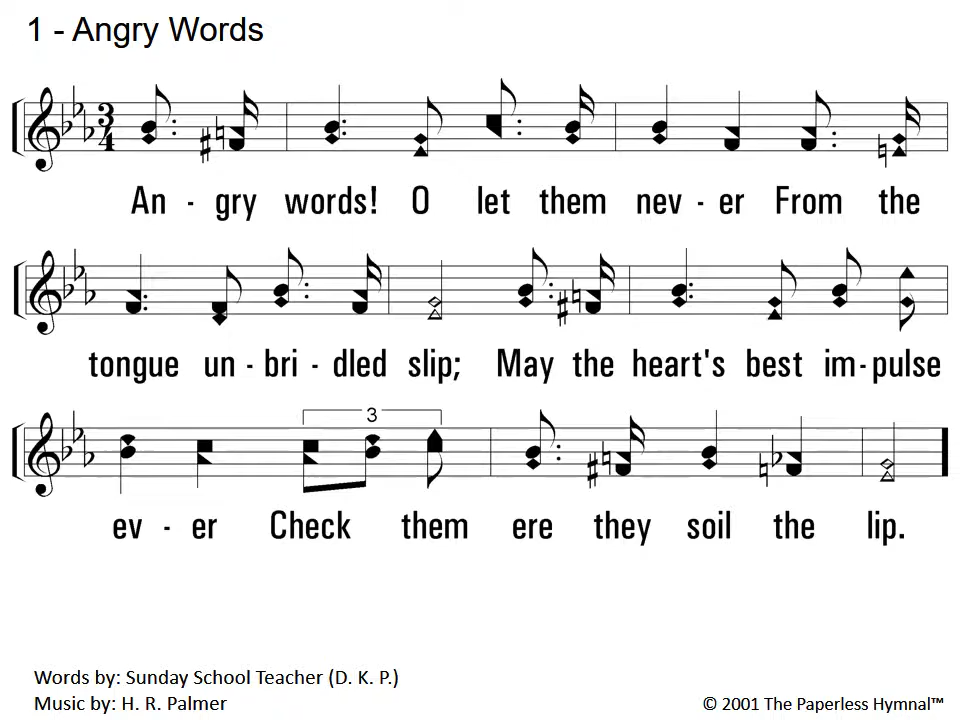 1 - Angry Words
3
4
An - gry words! O let them nev - er From the
tongue un - bri - dled slip; May the heart's best im - pulse
3
ev - er Check them ere they soil the lip.
Words by: Sunday School Teacher (D. K. P.)
Music by: H. R. Palmer
© 2001 The Paperless Hymnal™